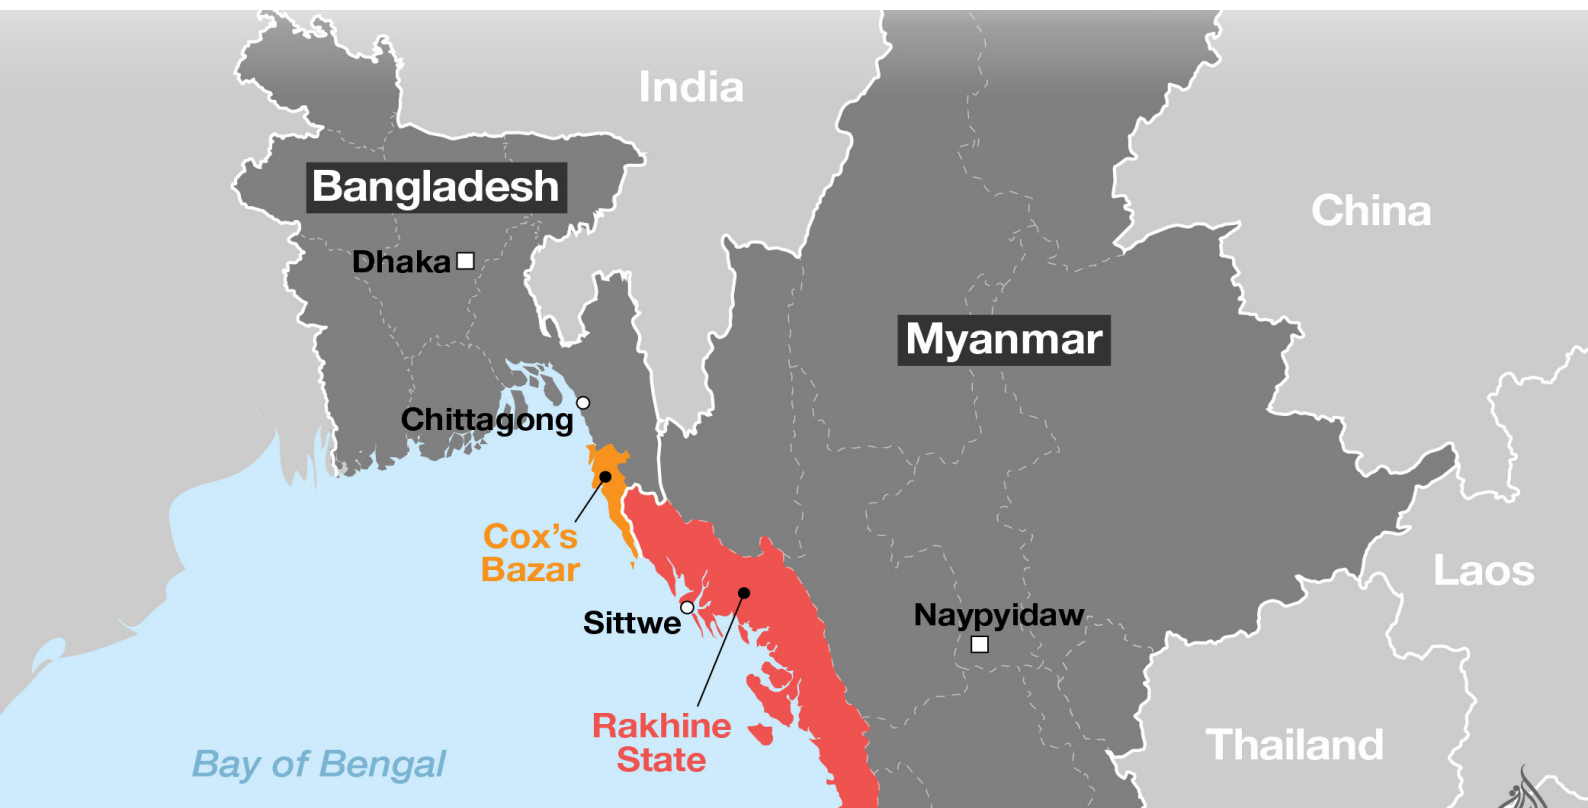 India
Bangladesh
China
Dhaka
Myanmar
Chittagong
Cox's
Bazar
Laos
Naypyidaw
Sittwe
Rakhine
State
Thailand
Bay of Bengal